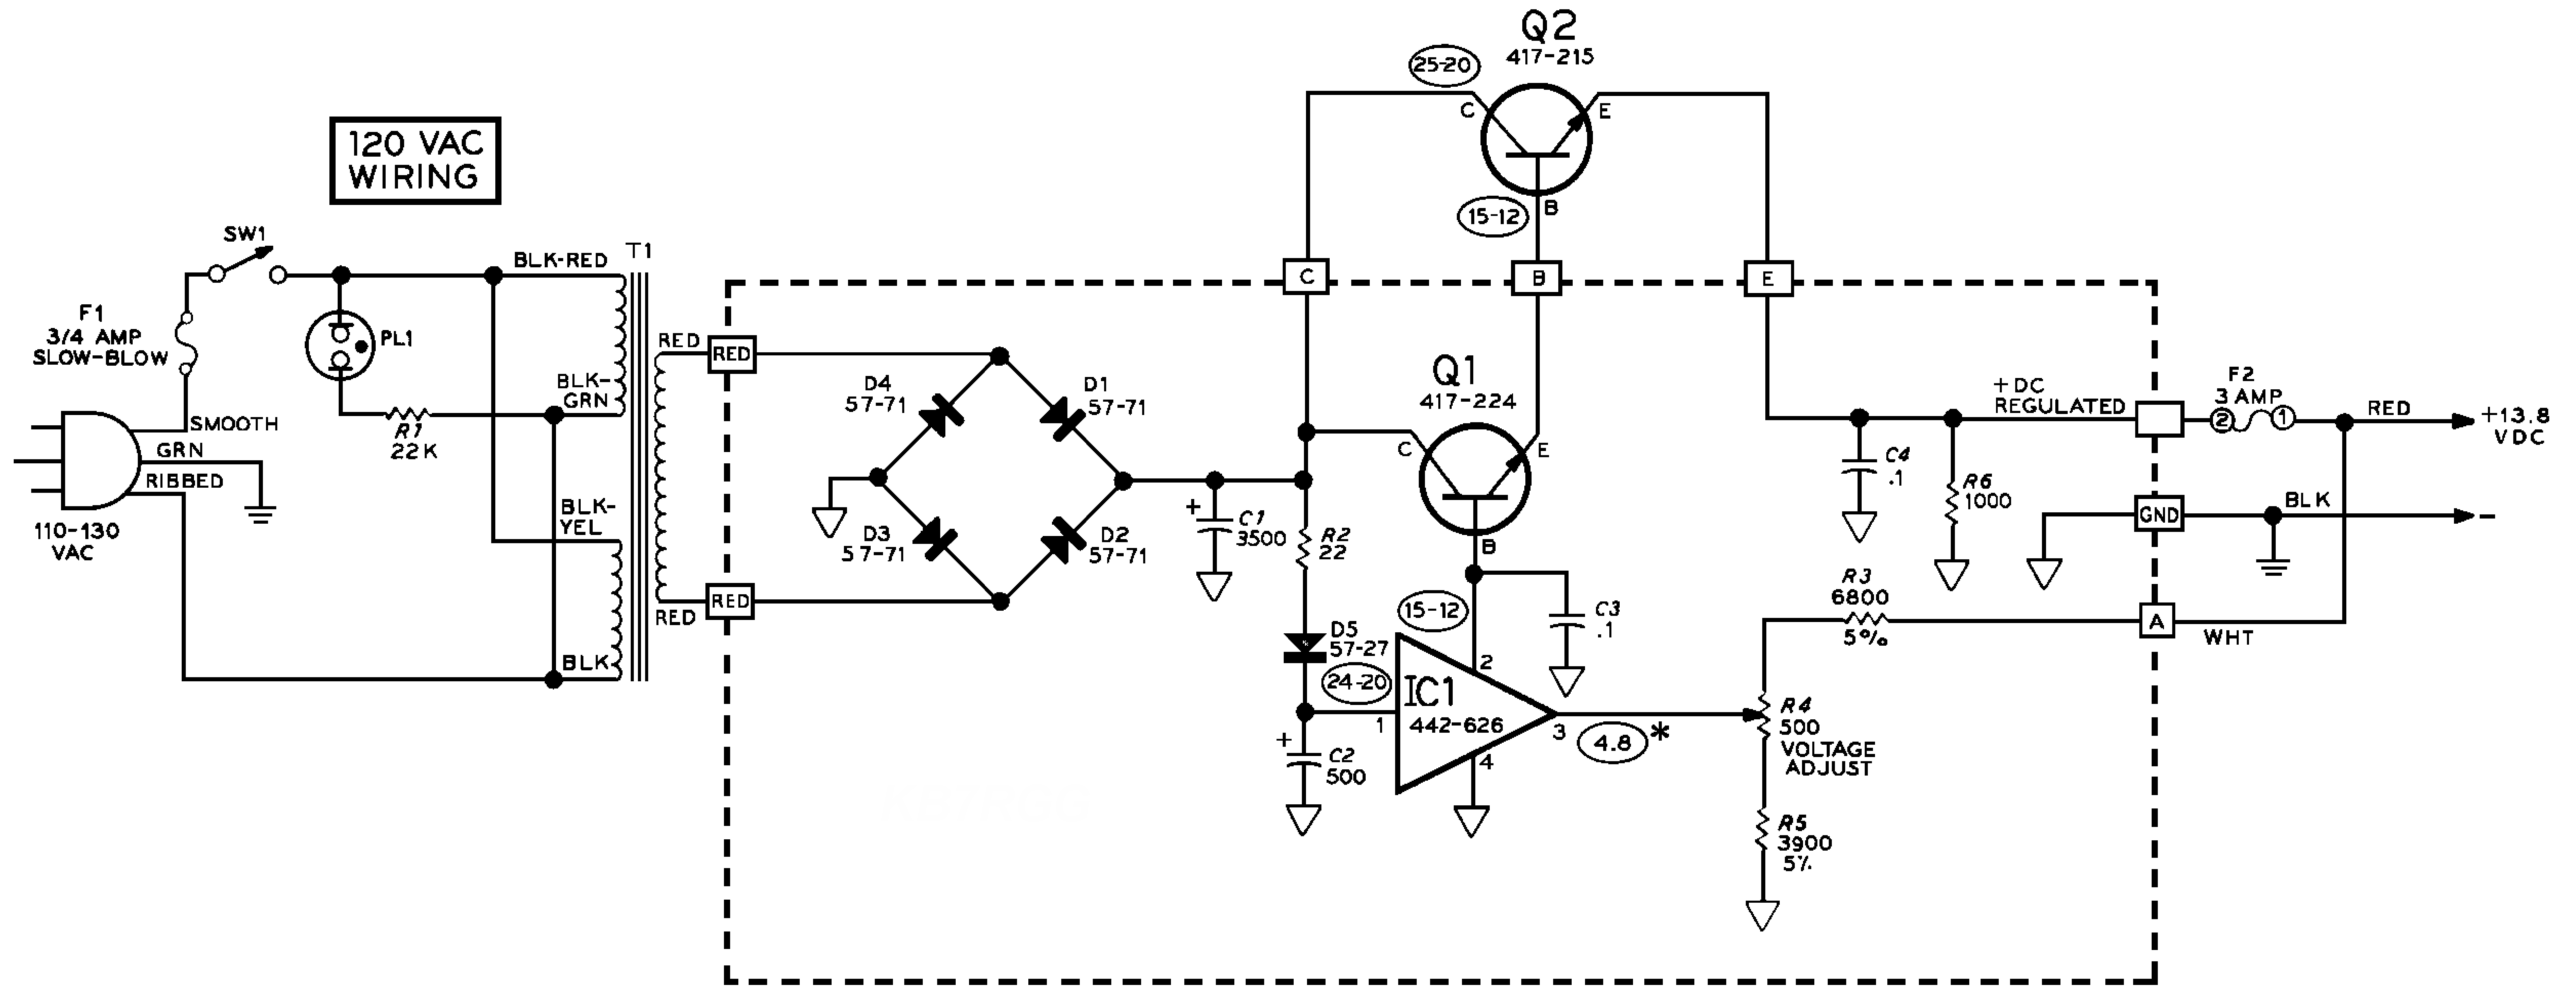 120 VAC
WIRING
SW1
F1
3/4 AMP
SLOW-BLOW
PL1
R1
22K
SMOOTH
GRN
RIBBED
110-130
VAC
BLK-RED
T1
BLK-
GRN
BLK-
YEL
BLK
RED
RED
RED
RED
D4
57-71
D1
57-71
D3
57-71
D2
57-71
+
C1
3500
R2
22
D5
57-27
24-20
+
C2
500
Q2
417-215
25-20
C
E
B
15-12
C
B
E
Q1
417-224
C
E
B
15-12
C3
.1
IC1
442-626
1
2
3
4
4.8
*
R4
500
VOLTAGE
ADJUST
R5
3900
5%
R3
6800
5%
C4
.1
R6
1000
+DC
REGULATED
F2
3 AMP
2
1
RED
+13.8
VDC
GND
BLK
-
A
WHT